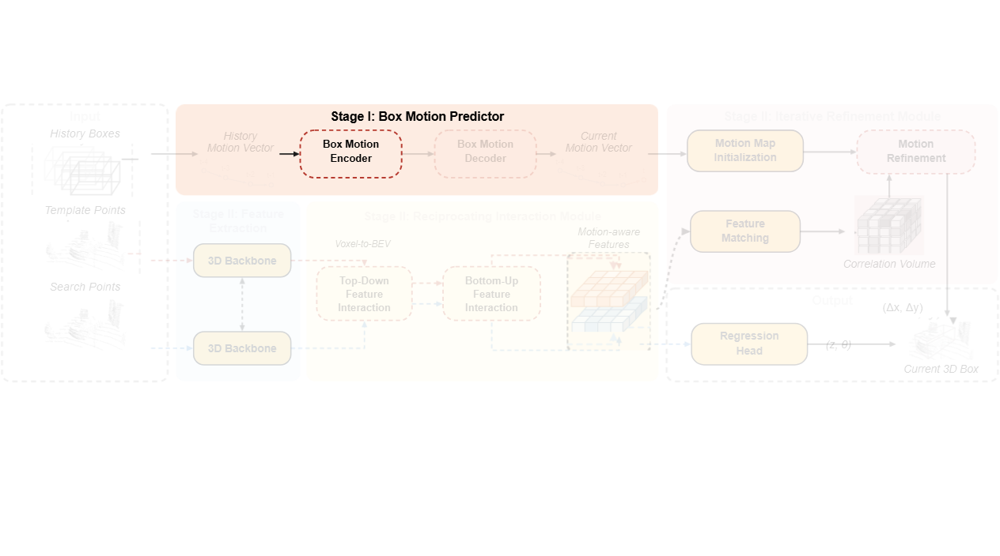 Input
History Boxes
Template Points
Search Points
Stage I: Box Motion Predictor
History
Motion Vector
Box Motion
Encoder
Box Motion
Decoder
Current
Motion Vector
Stage II: Feature
Extraction
3D Backbone
3D Backbone
Stage II: Reciprocating Interaction Module
Voxel-to-BEV
Top-Down
Feature
Interaction
Bottom-Up
Feature
Interaction
Motion-aware
Features
Stage III: Iterative Refinement Module
Motion Map
Initialization
Motion
Refinement
Feature
Matching
Correlation Volume
Output
(Δx, Δy)
Regression
Head
(z, θ)
Current 3D Box